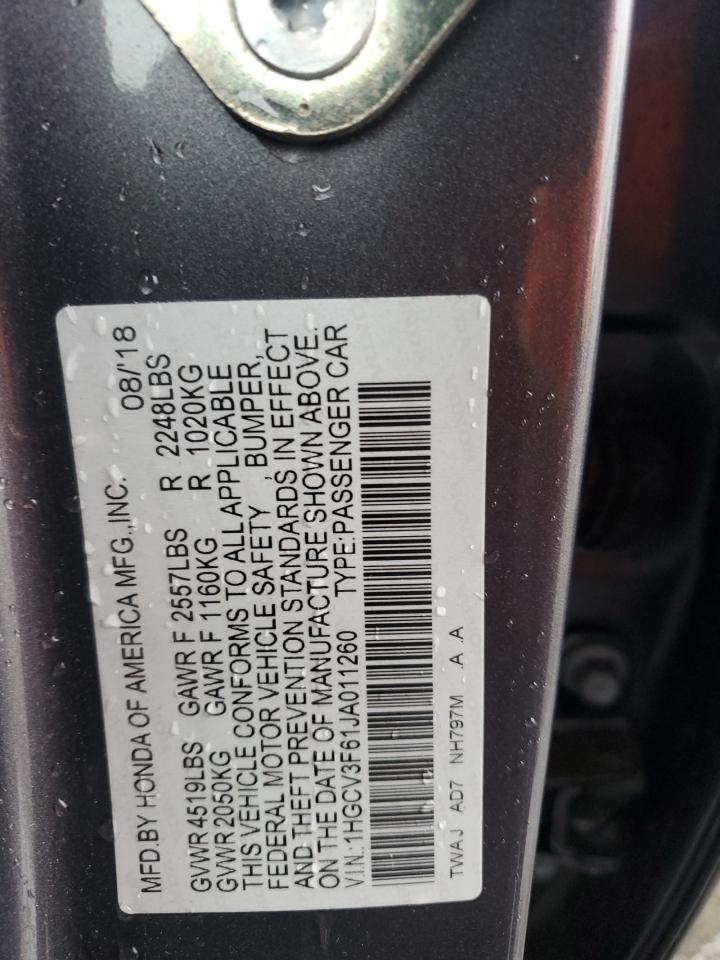 MFD.BY HONDA OF AMERICA MFG.,INC. 08/'18
GVWR 4519LBS GAWR F 2557LBS R 2248LBS
GVWR 2050KG GAWR F 1160KG R 1020KG
THIS VEHICLE CONFORMS TO ALL APPLICABLE
FEDERAL MOTOR VEHICLE SAFETY, BUMPER,
AND THEFT PREVENTION STANDARDS, IN EFFECT
ON THE DATE OF MANUFACTURE SHOWN ABOVE.
VIN:1HGCV3F61JA011260 TYPE:PASSENGER CAR
TWAJ AD7 NH797M .A .A